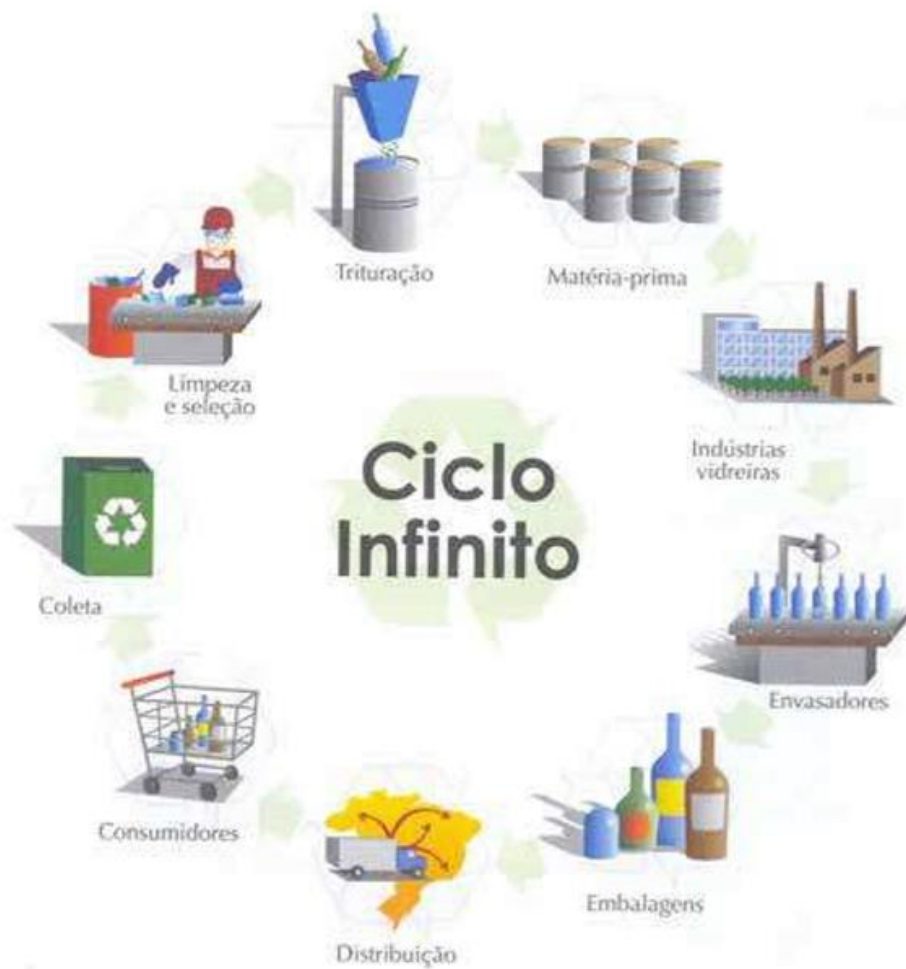 Trituração
Matéria-prima
Limpeza
e seleção
Indústrias
vidreiras
Ciclo
Infinito
Coleta
Envasadores
Consumidores
Embalagens
Distribuição